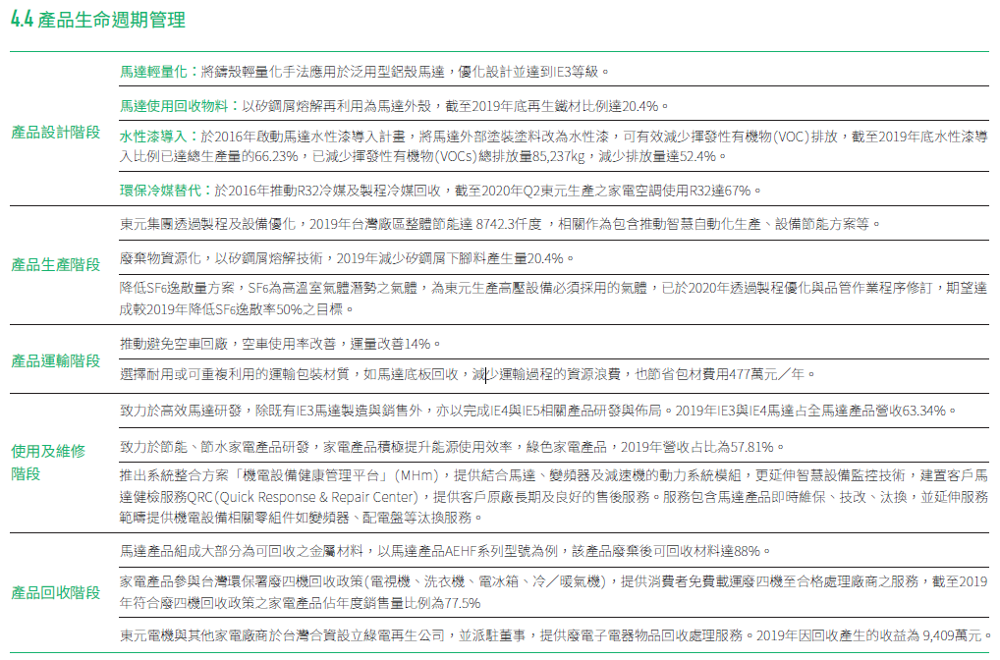 4.4 產品生命週期管理
馬達輕量化：將鑄殼輕量化手法應用於泛用型鋁殼馬達，優化設計並達到IE3等級。
馬達使用回收物料：以矽鋼屑熔解再利用為馬達外殼，截至2019年底再生鐵材比例達20.4%。
產品設計階段
水性漆導入：於2016年啟動馬達水性漆導入計畫，將馬達外部塗裝塗料改為水性漆，可有效減少揮發性有機物(VOC)排放，截至2019年底水性漆導
入比例已達總生產量的66.23%，已減少揮發性有機物(VOCs)總排放量85,237kg，減少排放量達52.4%。
環保冷媒替代：於2016年推動R32冷媒及製程冷媒回收，截至2020年Q2東元生產之家電空調使用R32達67%。
東元集團透過製程及設備優化，2019年台灣廠區整體節能達 8742.3仟度 ，相關作為包含推動智慧自動化生產、設備節能方案等。
產品生產階段
廢棄物資源化，以矽鋼屑熔解技術，2019年減少矽鋼屑下腳料產生量20.4%。
降低SF6逸散量方案，SF6為高溫室氣體潛勢之氣體，為東元生產高壓設備必須採用的氣體，已於2020年透過製程優化與品管作業程序修訂，期望達
成較2019年降低SF6逸散率50%之目標。
推動避免空車回廠，空車使用率改善，運量改善14%。
產品運輸階段
選擇耐用或可重複利用的運輸包裝材質，如馬達底板回收，減少運輸過程的資源浪費，也節省包材費用477萬元／年。
致力於高效馬達研發，除既有IE3馬達製造與銷售外，亦以完成IE4與IE5相關產品研發與佈局。2019年IE3與IE4馬達占全馬達產品營收63.34%。
使用及維修
階段
致力於節能、節水家電產品研發，家電產品積極提升能源使用效率，綠色家電產品，2019年營收占比為57.81%。
推出系統整合方案「機電設備健康管理平台」(MHm)，提供結合馬達、變頻器及減速機的動力系統模組，更延伸智慧設備監控技術，建置客戶馬
達健檢服務QRC(Quick Response & Repair Center)，提供客戶原廠長期及良好的售後服務。服務包含馬達產品即時維保、技改、汰換，並延伸服務
範疇提供機電設備相關零組件如變頻器、配電盤等汰換服務。
馬達產品組成大部分為可回收之金屬材料，以馬達產品AEHF系列型號為例，該產品廢棄後可回收材料達88%。
產品回收階段
家電產品參與台灣環保署廢四機回收政策(電視機、洗衣機、電冰箱、冷／暖氣機)，提供消費者免費載運廢四機至合格處理廠商之服務，截至2019
年符合廢四機回收政策之家電產品佔年度銷售量比例為77.5%
東元電機與其他家電廠商於台灣合資設立綠電再生公司，並派駐董事，提供廢電子電器物品回收處理服務。2019年因回收產生的收益為 9,409萬元。